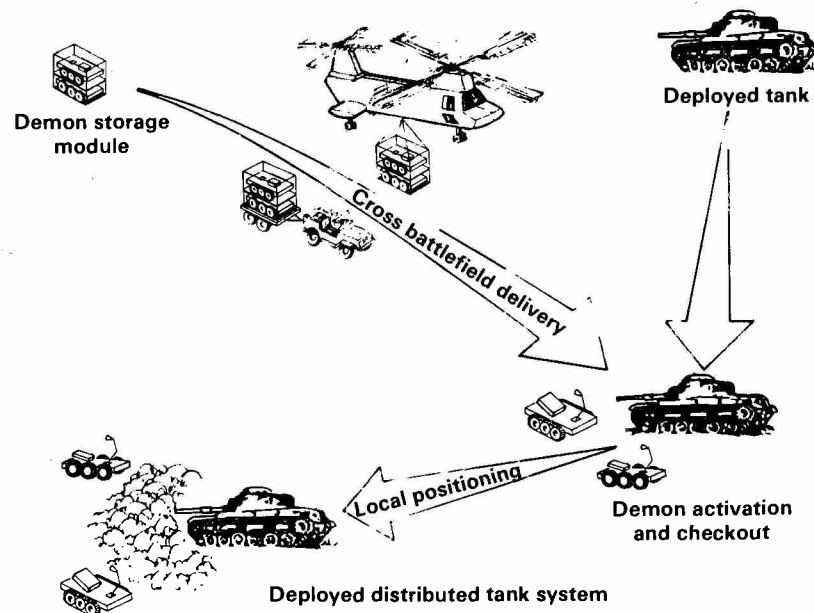 Demon storage
module
Deployed tank
Cross battlefield delivery
Local positioning
Demon activation
and checkout
Deployed distributed tank system